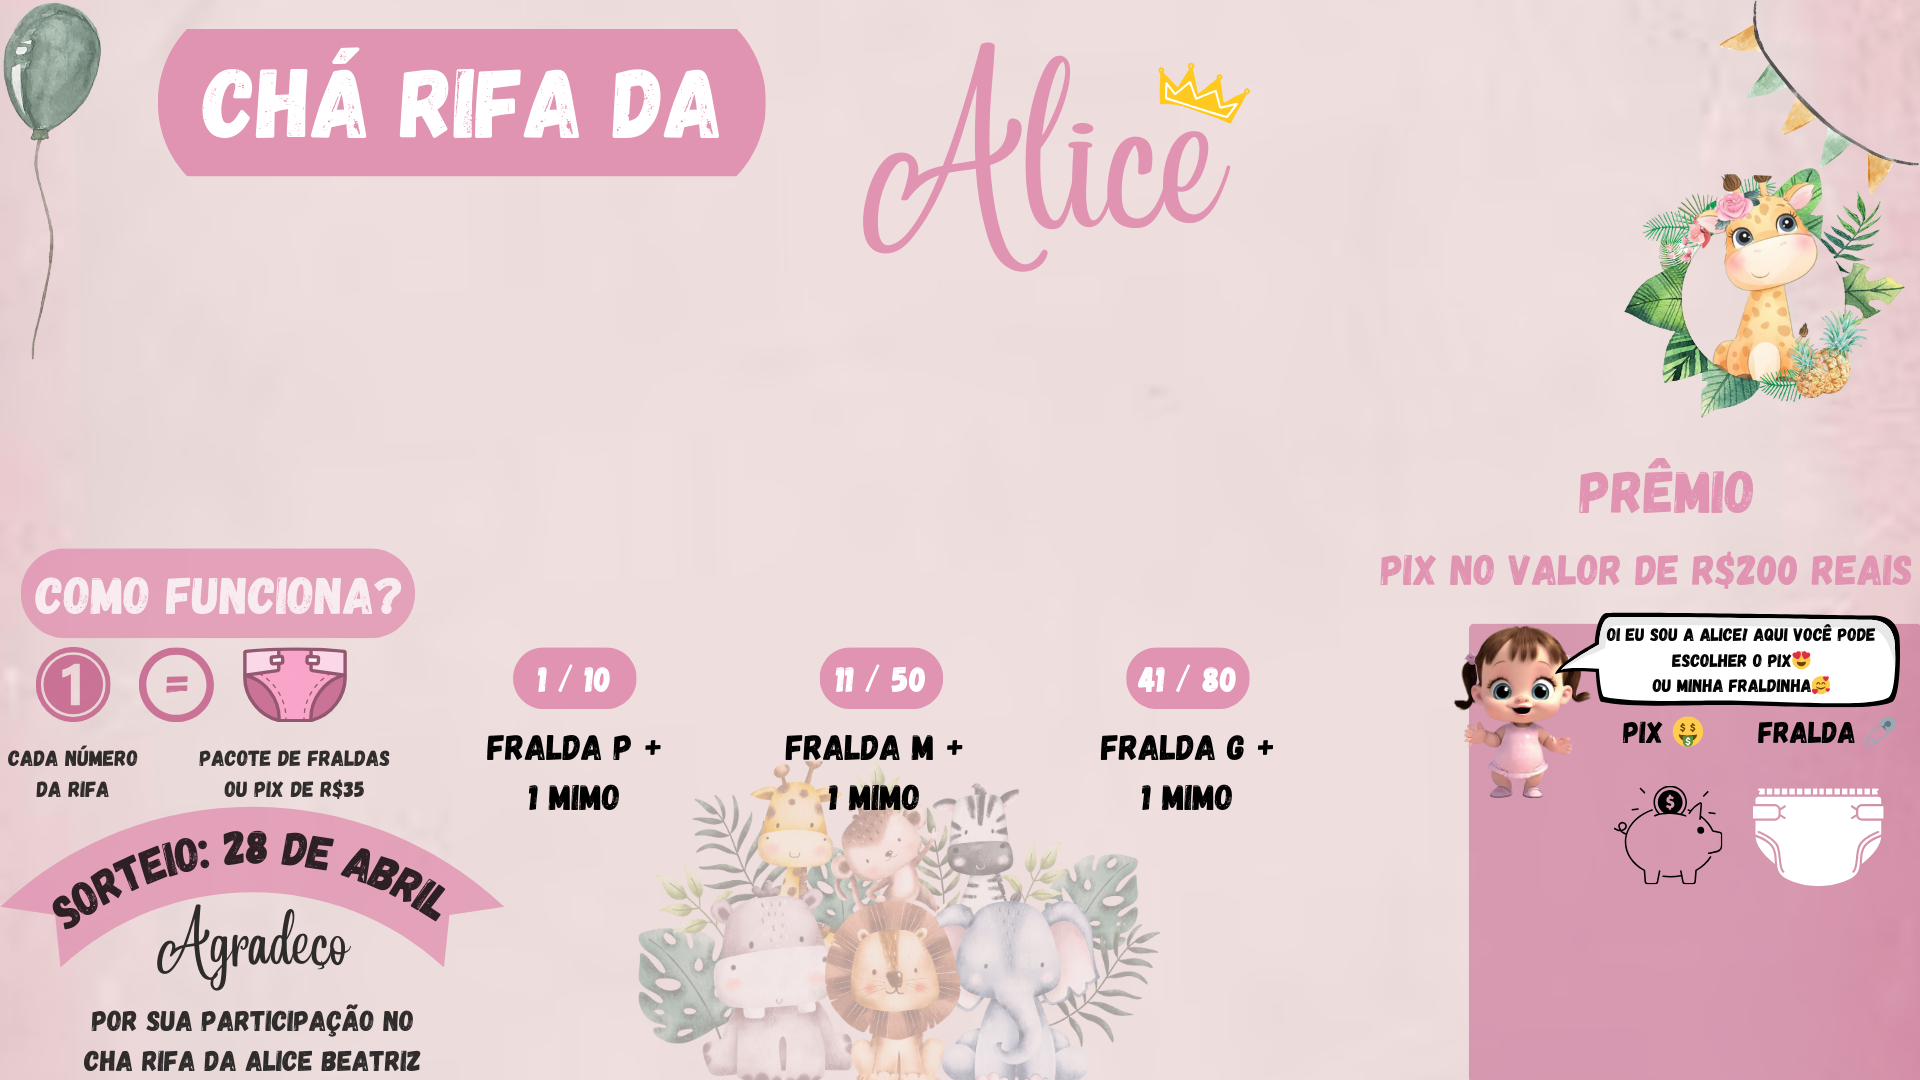 CHÁ RIFA DA
Alice
PRÊMIO
PIX NO VALOR DE R$200 REAIS
COMO FUNCIONA?
1 =
CADA NÚMERO
DA RIFA
PACOTE DE FRALDAS
OU PIX DE R$35
1 / 10
FRALDA P +
1 MIMO
11 / 50
FRALDA M +
1 MIMO
41 / 80
FRALDA G +
1 MIMO
OI EU SOU A ALICE! AQUI VOCÊ PODE
ESCOLHER O PIX😍
OU MINHA FRALDINHA🥰
PIX 🤑
FRALDA 🧷
$
SORTEIO: 28 DE ABRIL
Agradeço
POR SUA PARTICIPAÇÃO NO
CHA RIFA DA ALICE BEATRIZ